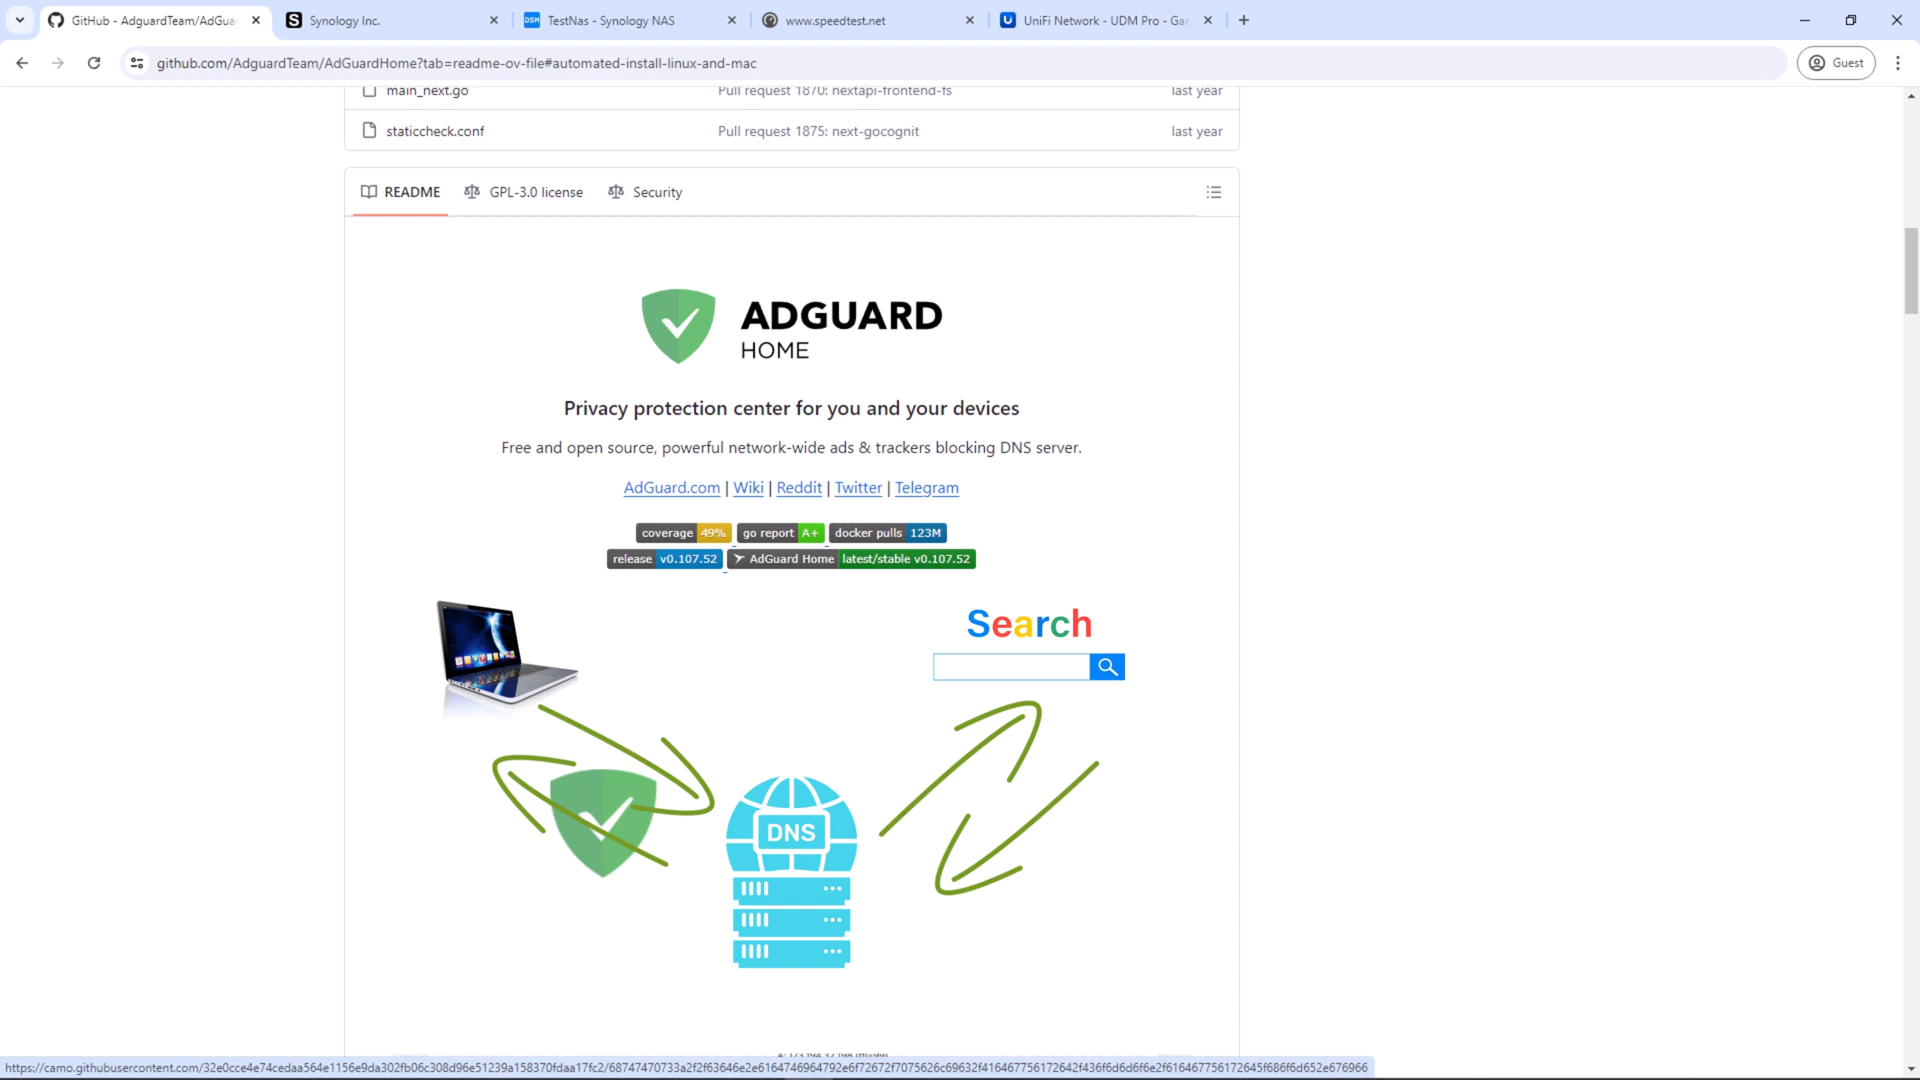 GitHub - AdguardTeam/AdGua
Synology Inc.
DSM
TestNas - Synology NAS
www.speedtest.net
UniFi Network - UDM Pro - Ga
github.com/AdguardTeam/AdGuardHome?tab=readme-ov-file#automated-install-linux-and-mac
Guest
main_next.go
Pull request 1870: nextapi-frontend-fs
last year
staticcheck.conf
Pull request 1875: next-gocognit
last year
README
GPL-3.0 license
Security
ADGUARD
HOME
Privacy protection center for you and your devices
Free and open source, powerful network-wide ads & trackers blocking DNS server.
AdGuard.com | Wiki | Reddit | Twitter | Telegram
coverage 49% go report A+ docker pulls 123M
release v0.107.52 AdGuard Home latest/stable v0.107.52
Search
DNS